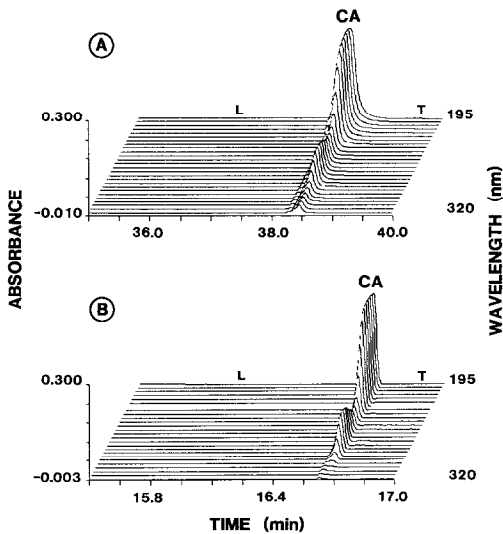 A
CA
L
T
0.300
195
-0.010
320
36.0
38.0
40.0
ABSORBANCE
WAVELENGTH (nm)
B
CA
L
T
0.300
195
-0.003
320
15.8
16.4
17.0
TIME (min)